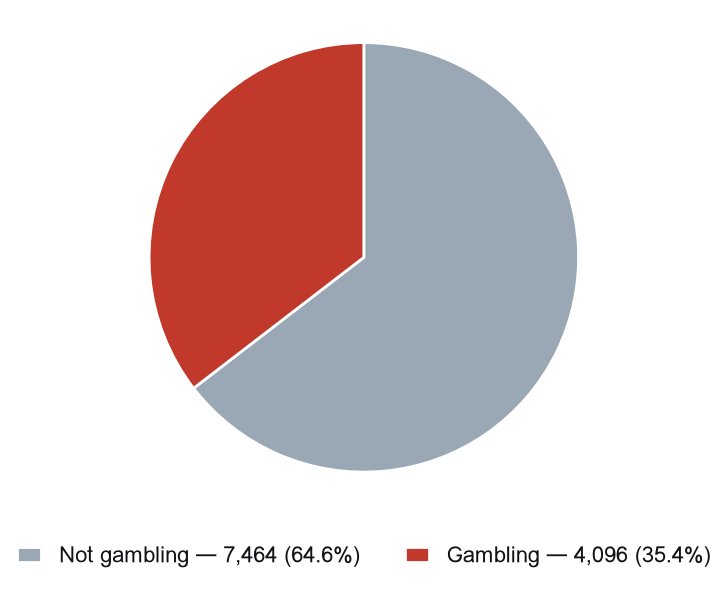 Not gambling — 7,464 (64.6%) Gambling — 4,096 (35.4%)